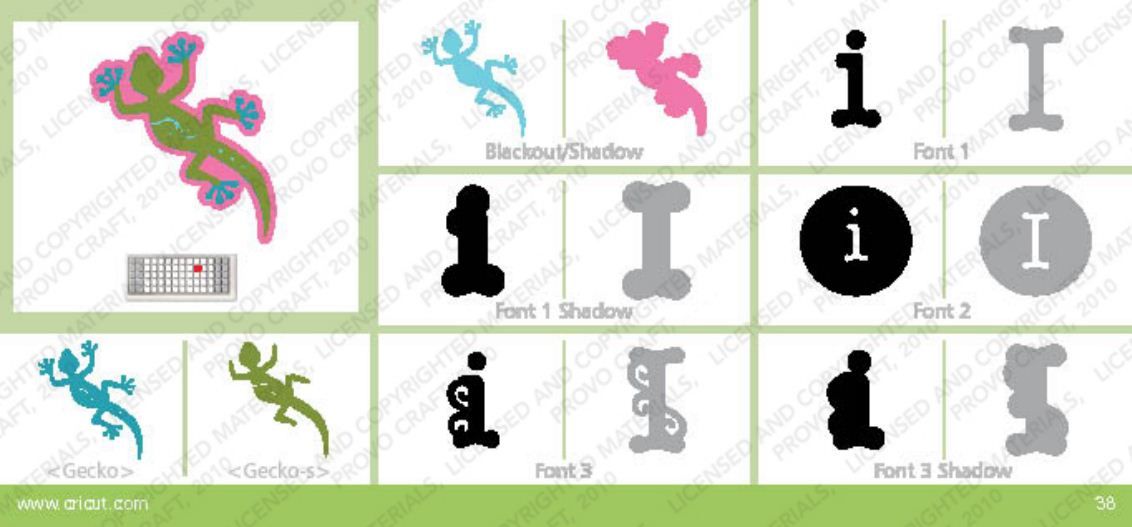 Blackout/Shadow
i I
Font 1
i I
Font 1 Shadow
i I
Font 2
<Gecko> <Gecko-s>
i I
Font 3
i I
Font 3 Shadow
www.cricut.com 38
LICENSED AND COPYRIGHTED MATERIALS,
PROVO CRAFT, 2010